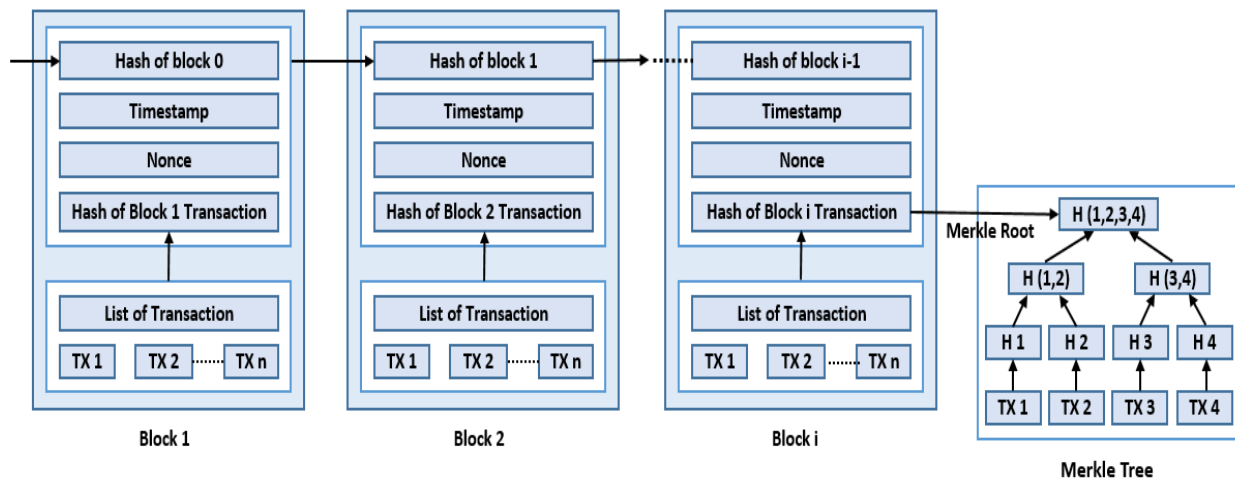 Hash of block 0
Timestamp
Nonce
Hash of Block 1 Transaction
List of Transaction
TX 1 TX 2 TX n
Block 1
Hash of block 1
Timestamp
Nonce
Hash of Block 2 Transaction
List of Transaction
TX 1 TX 2 TX n
Block 2
Hash of block i-1
Timestamp
Nonce
Hash of Block i Transaction
List of Transaction
TX 1 TX 2 TX n
Block i
Merkle Root
H (1,2,3,4)
H (1,2) H (3,4)
H 1 H 2 H 3 H 4
TX 1 TX 2 TX 3 TX 4
Merkle Tree